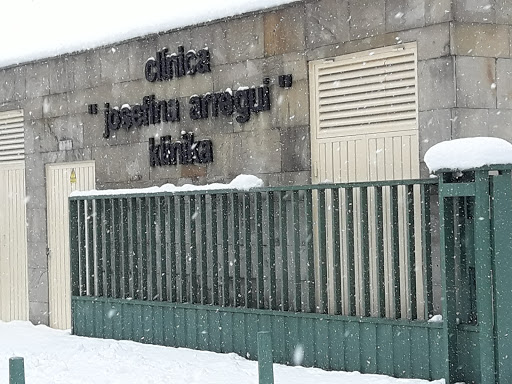 clínica
" josefina arregui "
klinika